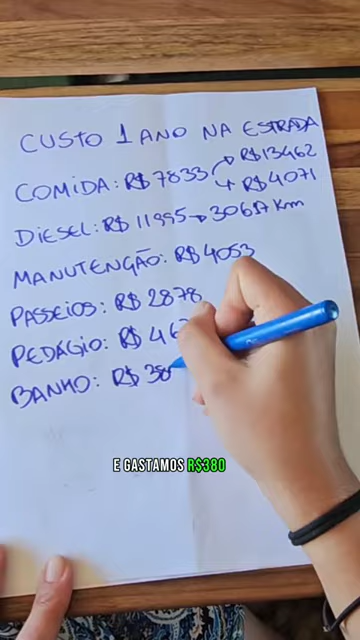 CUSTO 1 ANO NA ESTRADA
COMIDA: R$ 7833 → R$13462
→ R$4071
DIESEL: R$ 11995 → 30617 Km
MANUTENÇÃO: R$ 4053
PASSEIOS: R$ 2878
PEDÁGIO: R$
BANHO: R$
E GASTAMOS R$380